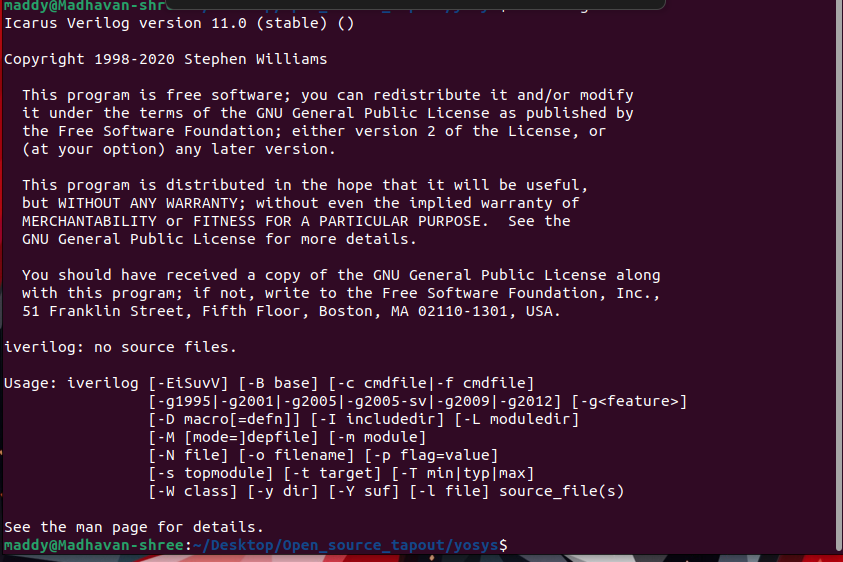 maddy@Madhavan-shr
Icarus Verilog version 11.0 (stable) ()
Copyright 1998-2020 Stephen Williams
This program is free software; you can redistribute it and/or modify
it under the terms of the GNU General Public License as published by
the Free Software Foundation; either version 2 of the License, or
(at your option) any later version.
This program is distributed in the hope that it will be useful,
but WITHOUT ANY WARRANTY; without even the implied warranty of
MERCHANTABILITY or FITNESS FOR A PARTICULAR PURPOSE.  See the
GNU General Public License for more details.
You should have received a copy of the GNU General Public License along
with this program; if not, write to the Free Software Foundation, Inc.,
51 Franklin Street, Fifth Floor, Boston, MA 02110-1301, USA.
iverilog: no source files.
Usage: iverilog [-EiSuvV] [-B base] [-c cmdfile|-f cmdfile]
[-g1995|-g2001|-g2005|-g2005-sv|-g2009|-g2012] [-g<feature>]
[-D macro[=defn]] [-I includedir] [-L moduledir]
[-M [mode=]depfile] [-m module]
[-N file] [-o filename] [-p flag=value]
[-s topmodule] [-t target] [-T min|typ|max]
[-W class] [-y dir] [-Y suf] [-l file] source_file(s)
See the man page for details.
maddy@Madhavan-shree:~/Desktop/Open_source_tapout/yosys$